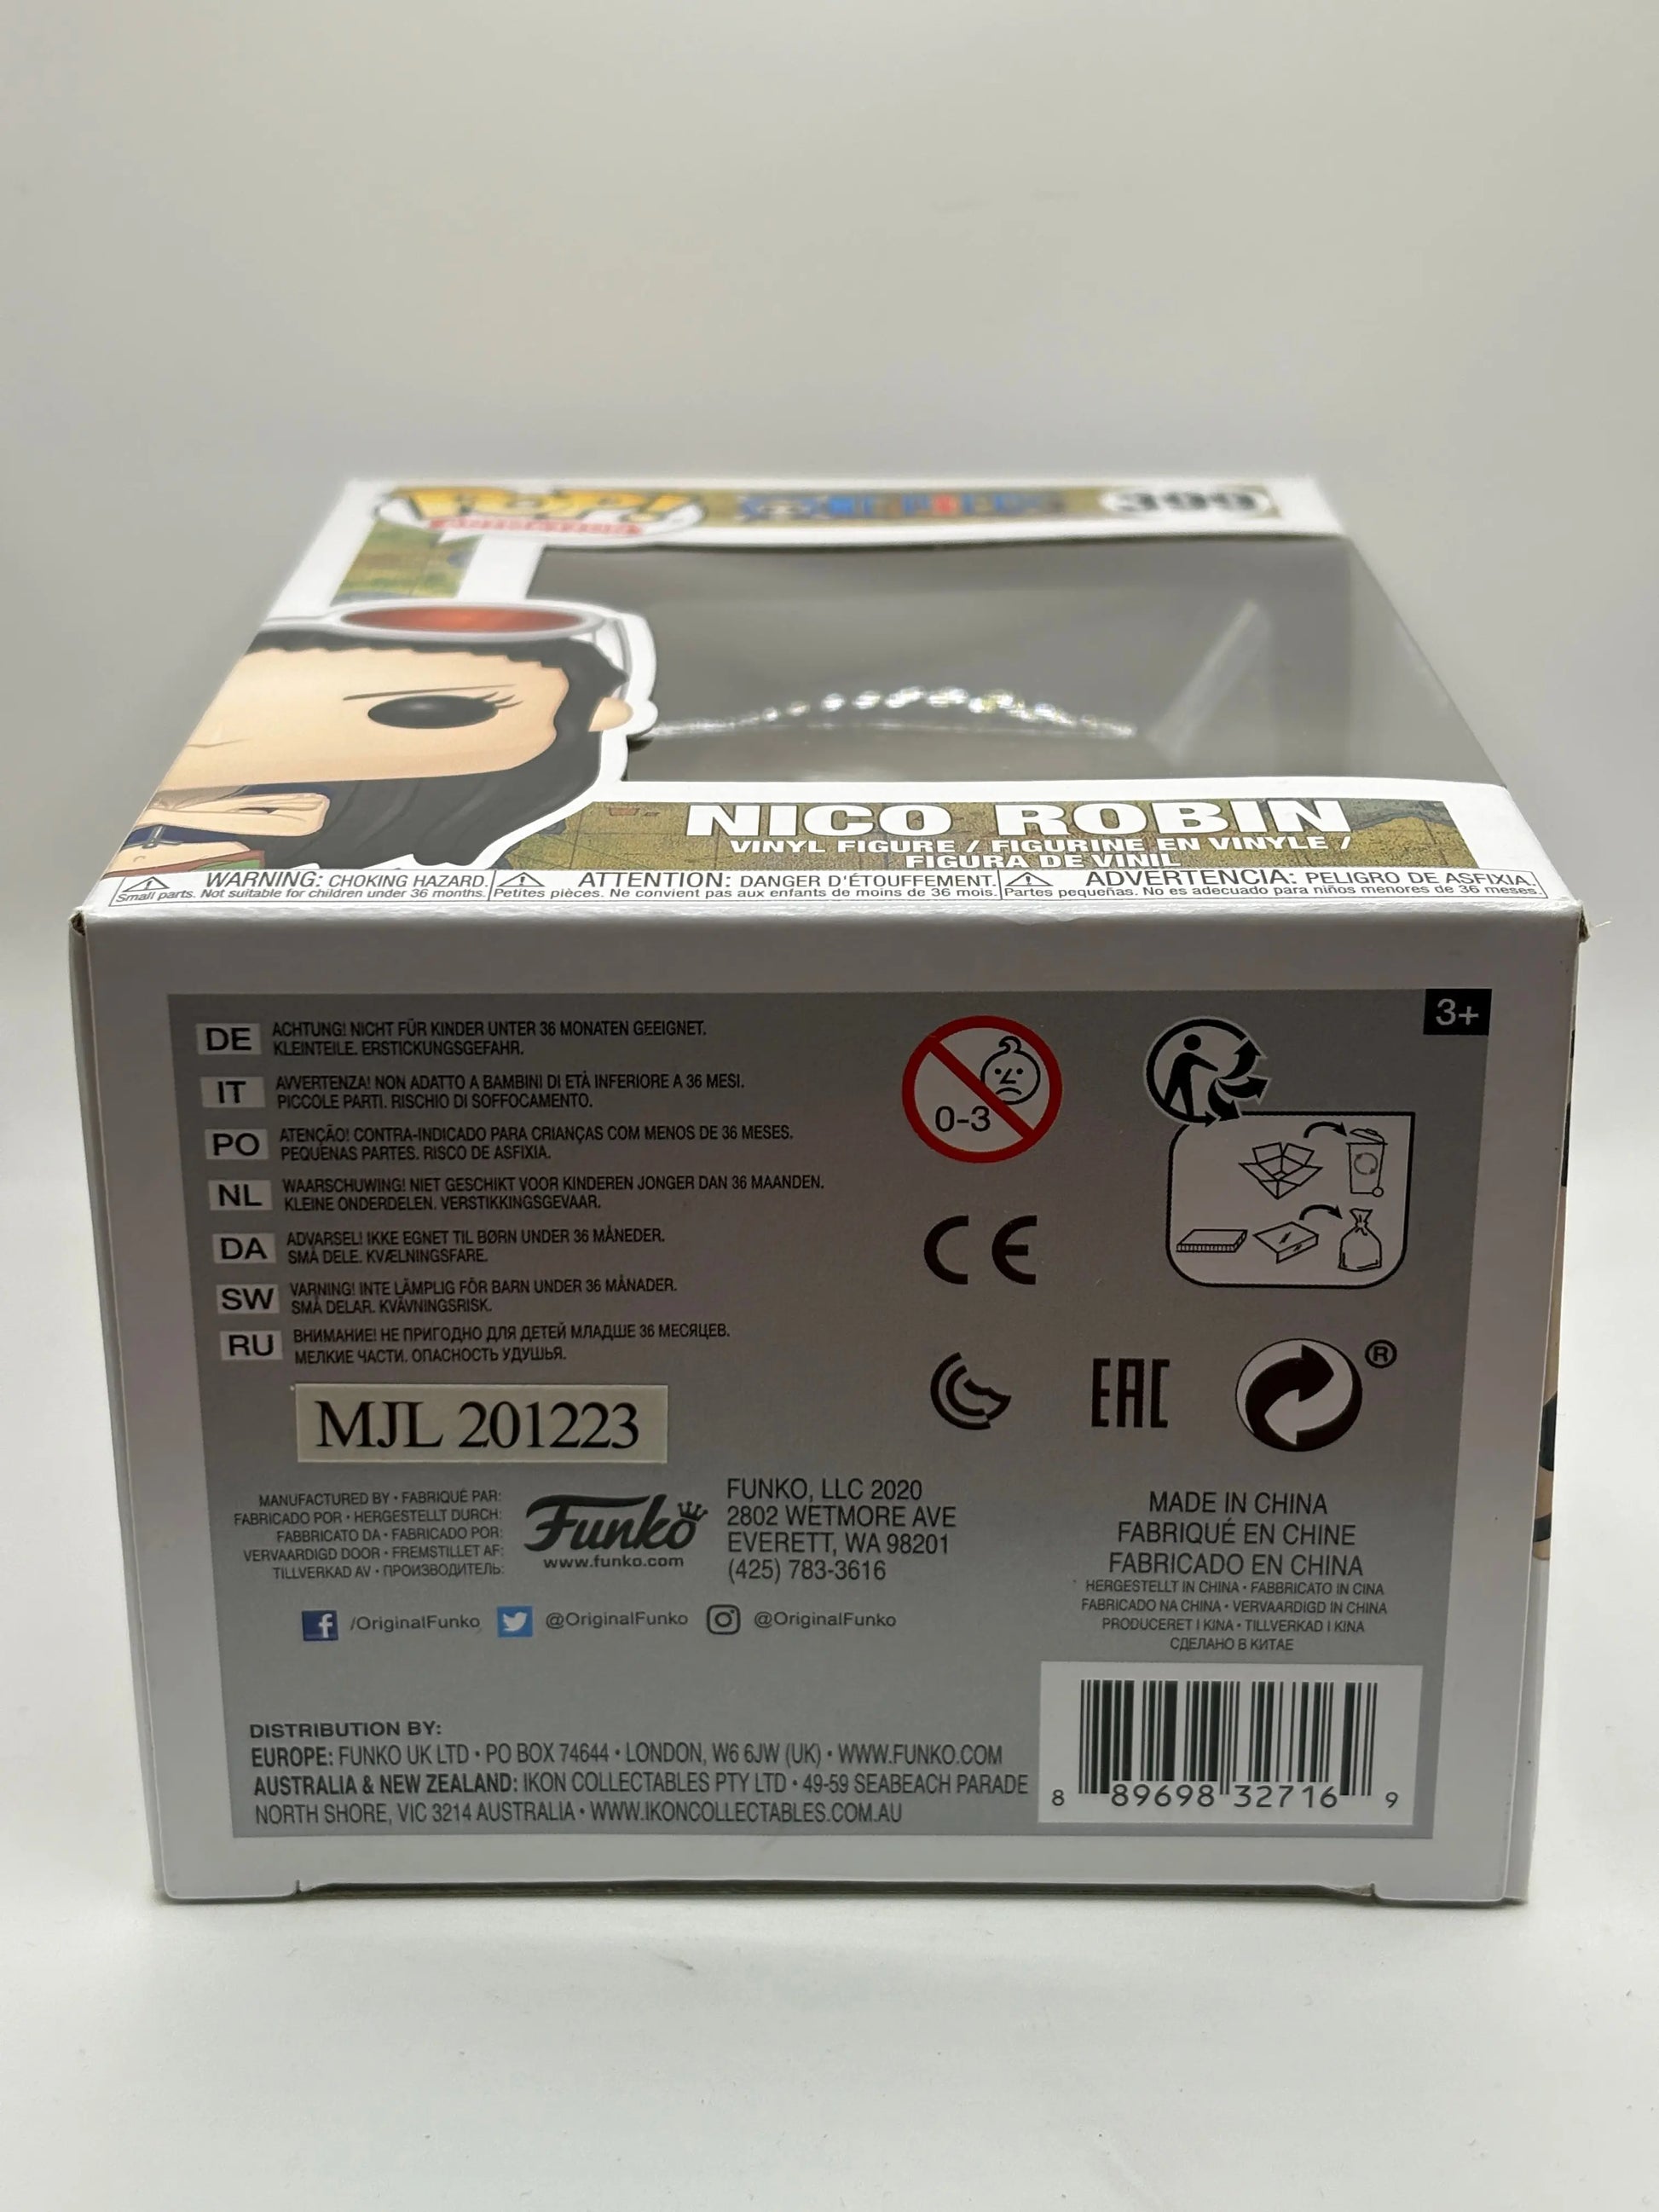 POP!
ANIMATION
ONE PIECE
399
NICO ROBIN
VINYL FIGURE / FIGURINE EN VINYLE /
FIGURA DE VINIL
WARNING: CHOKING HAZARD.
Small parts. Not suitable for children under 36 months.
ATTENTION: DANGER D'ÉTOUFFEMENT.
Petites pièces. Ne convient pas aux enfants de moins de 36 mois.
ADVERTENCIA: PELIGRO DE ASFIXIA.
Partes pequeñas. No es adecuado para niños menores de 36 meses.
3+
DE ACHTUNG! NICHT FÜR KINDER UNTER 36 MONATEN GEEIGNET.
KLEINTEILE. ERSTICKUNGSGEFAHR.
IT AVVERTENZA! NON ADATTO A BAMBINI DI ETÀ INFERIORE A 36 MESI.
PICCOLE PARTI. RISCHIO DI SOFFOCAMENTO.
PO ATENÇÃO! CONTRA-INDICADO PARA CRIANÇAS COM MENOS DE 36 MESES.
PEQUENAS PARTES. RISCO DE ASFIXIA.
NL WAARSCHUWING! NIET GESCHIKT VOOR KINDEREN JONGER DAN 36 MAANDEN.
KLEINE ONDERDELEN. VERSTIKKINGSGEVAAR.
DA ADVARSEL! IKKE EGNET TIL BØRN UNDER 36 MÅNEDER.
SMÅ DELE. KVÆLNINGSFARE.
SW VARNING! INTE LÄMPLIG FÖR BARN UNDER 36 MÅNADER.
SMÅ DELAR. KVÄVNINGSRISK.
RU ВНИМАНИЕ! НЕ ПРИГОДНО ДЛЯ ДЕТЕЙ МЛАДШЕ 36 МЕСЯЦЕВ.
МЕЛКИЕ ЧАСТИ. ОПАСНОСТЬ УДУШЬЯ.
0-3
CE
EAC
®
MJL 201223
MANUFACTURED BY • FABRIQUÉ PAR:
FABRICADO POR • HERGESTELLT DURCH:
FABBRICATO DA • FABRICADO POR:
VERVAARDIGD DOOR • FREMSTILLET AF:
TILLVERKAD AV • ПРОИЗВОДИТЕЛЬ:
Funko
www.funko.com
FUNKO, LLC 2020
2802 WETMORE AVE
EVERETT, WA 98201
(425) 783-3616
/OriginalFunko @OriginalFunko @OriginalFunko
MADE IN CHINA
FABRIQUÉ EN CHINE
FABRICADO EN CHINA
HERGESTELLT IN CHINA • FABBRICATO IN CINA
FABRICADO NA CHINA • VERVAARDIGD IN CHINA
PRODUCERET I KINA • TILLVERKAD I KINA
СДЕЛАНО В КИТАЕ
DISTRIBUTION BY:
EUROPE: FUNKO UK LTD • PO BOX 74644 • LONDON, W6 6JW (UK) • WWW.FUNKO.COM
AUSTRALIA & NEW ZEALAND: IKON COLLECTABLES PTY LTD • 49-59 SEABEACH PARADE
NORTH SHORE, VIC 3214 AUSTRALIA • WWW.IKONCOLLECTABLES.COM.AU
8 89698 32716 9